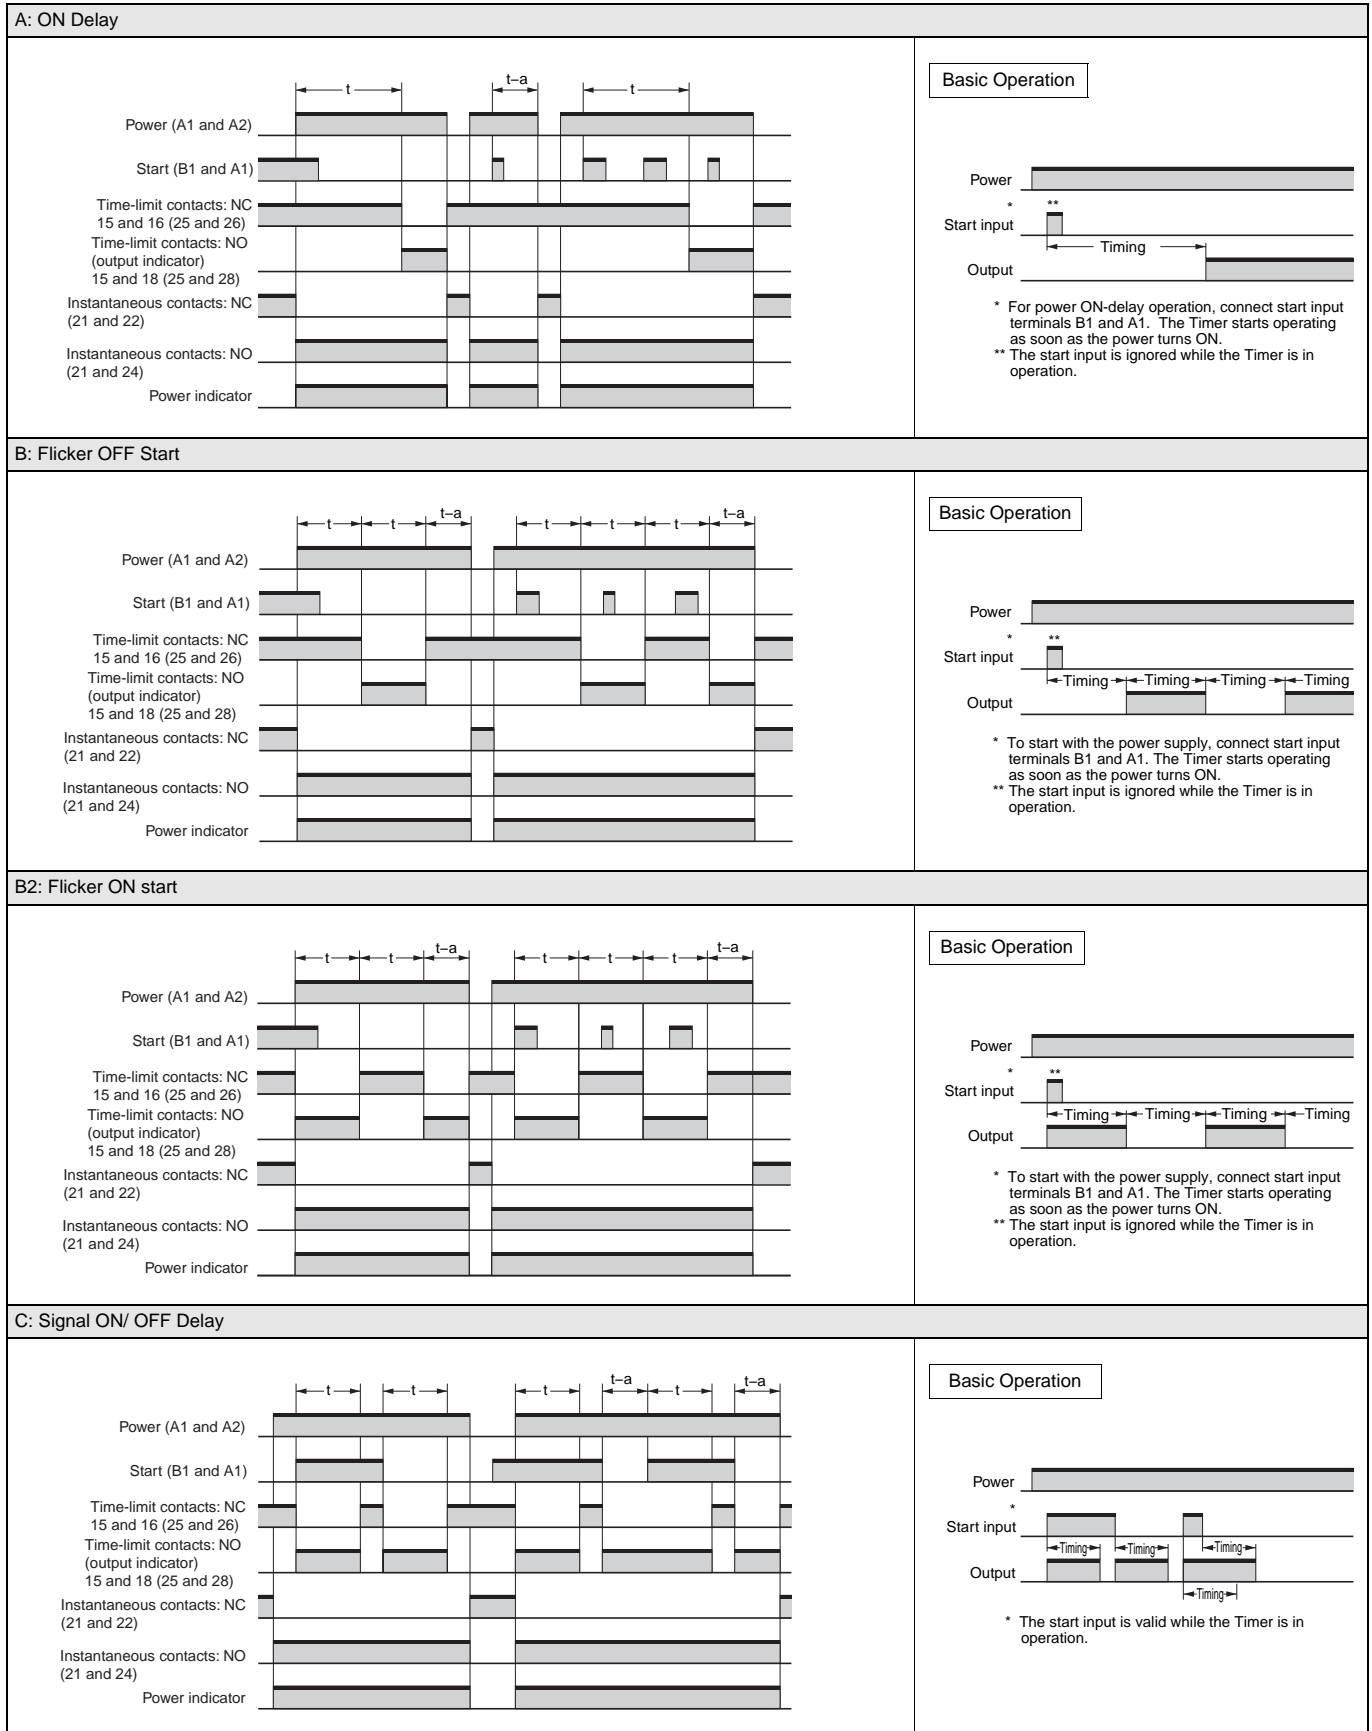 A: ON Delay
t
t–a
t
Power (A1 and A2)
Start (B1 and A1)
Time-limit contacts: NC
15 and 16 (25 and 26)
Time-limit contacts: NO
(output indicator)
15 and 18 (25 and 28)
Instantaneous contacts: NC
(21 and 22)
Instantaneous contacts: NO
(21 and 24)
Power indicator
Basic Operation
Power
*
**
Start input
Timing
Output
* For power ON-delay operation, connect start input
terminals B1 and A1. The Timer starts operating
as soon as the power turns ON.
** The start input is ignored while the Timer is in
operation.
B: Flicker OFF Start
t
t
t–a
t
t
t
t–a
Power (A1 and A2)
Start (B1 and A1)
Time-limit contacts: NC
15 and 16 (25 and 26)
Time-limit contacts: NO
(output indicator)
15 and 18 (25 and 28)
Instantaneous contacts: NC
(21 and 22)
Instantaneous contacts: NO
(21 and 24)
Power indicator
Basic Operation
Power
*
**
Start input
Timing
Timing
Timing
Timing
Output
* To start with the power supply, connect start input
terminals B1 and A1. The Timer starts operating
as soon as the power turns ON.
** The start input is ignored while the Timer is in
operation.
B2: Flicker ON start
t
t
t–a
t
t
t
t–a
Power (A1 and A2)
Start (B1 and A1)
Time-limit contacts: NC
15 and 16 (25 and 26)
Time-limit contacts: NO
(output indicator)
15 and 18 (25 and 28)
Instantaneous contacts: NC
(21 and 22)
Instantaneous contacts: NO
(21 and 24)
Power indicator
Basic Operation
Power
*
**
Start input
Timing
Timing
Timing
Timing
Output
* To start with the power supply, connect start input
terminals B1 and A1. The Timer starts operating
as soon as the power turns ON.
** The start input is ignored while the Timer is in
operation.
C: Signal ON/ OFF Delay
t
t
t
t–a
t
t–a
Power (A1 and A2)
Start (B1 and A1)
Time-limit contacts: NC
15 and 16 (25 and 26)
Time-limit contacts: NO
(output indicator)
15 and 18 (25 and 28)
Instantaneous contacts: NC
(21 and 22)
Instantaneous contacts: NO
(21 and 24)
Power indicator
Basic Operation
Power
*
Start input
Timing
Timing
Timing
Output
Timing
* The start input is valid while the Timer is in
operation.